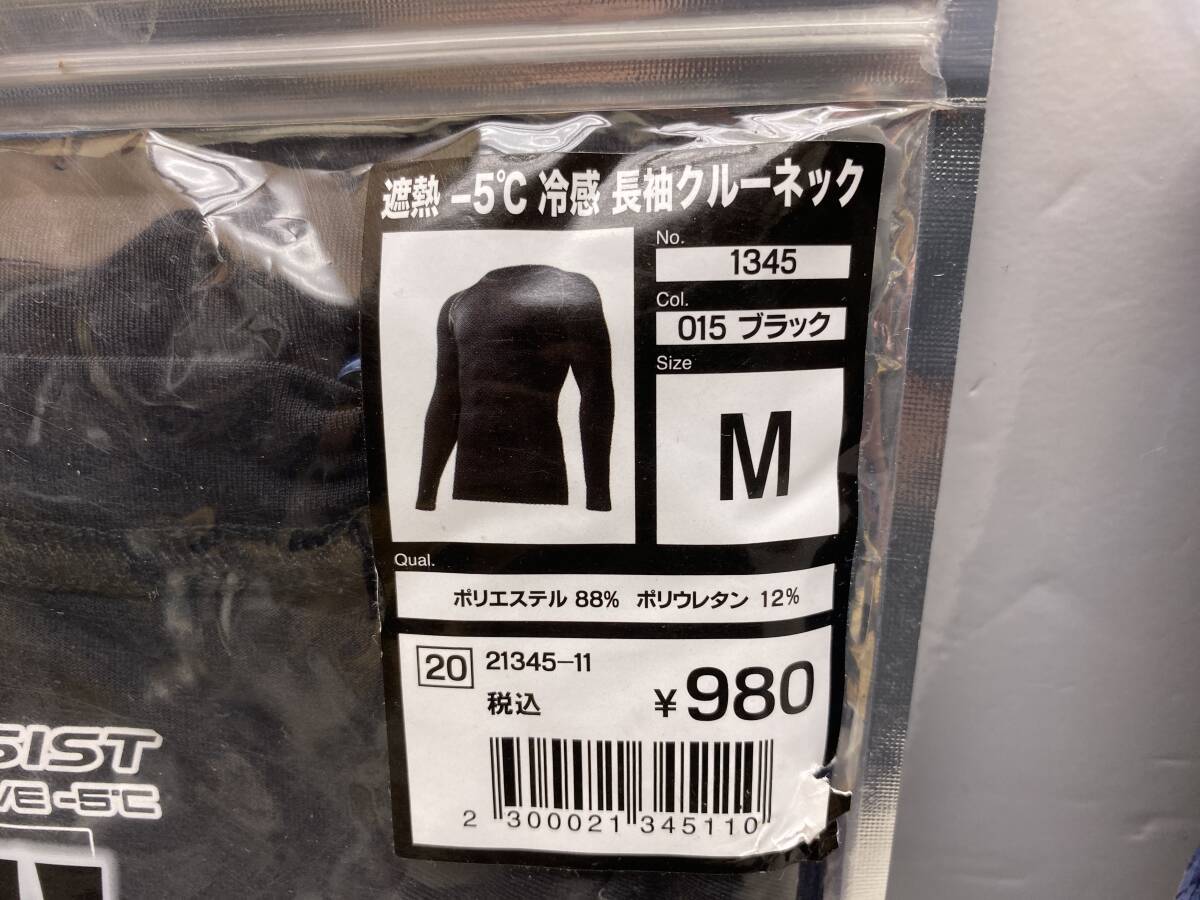 遮熱 -5℃ 冷感 長袖クルーネック
No.
1345
Col.
015 ブラック
Size
M
Qual.
ポリエステル 88% ポリウレタン 12%
20 21345-11
税込 ¥980
2 300021 345110
SIST
-5℃